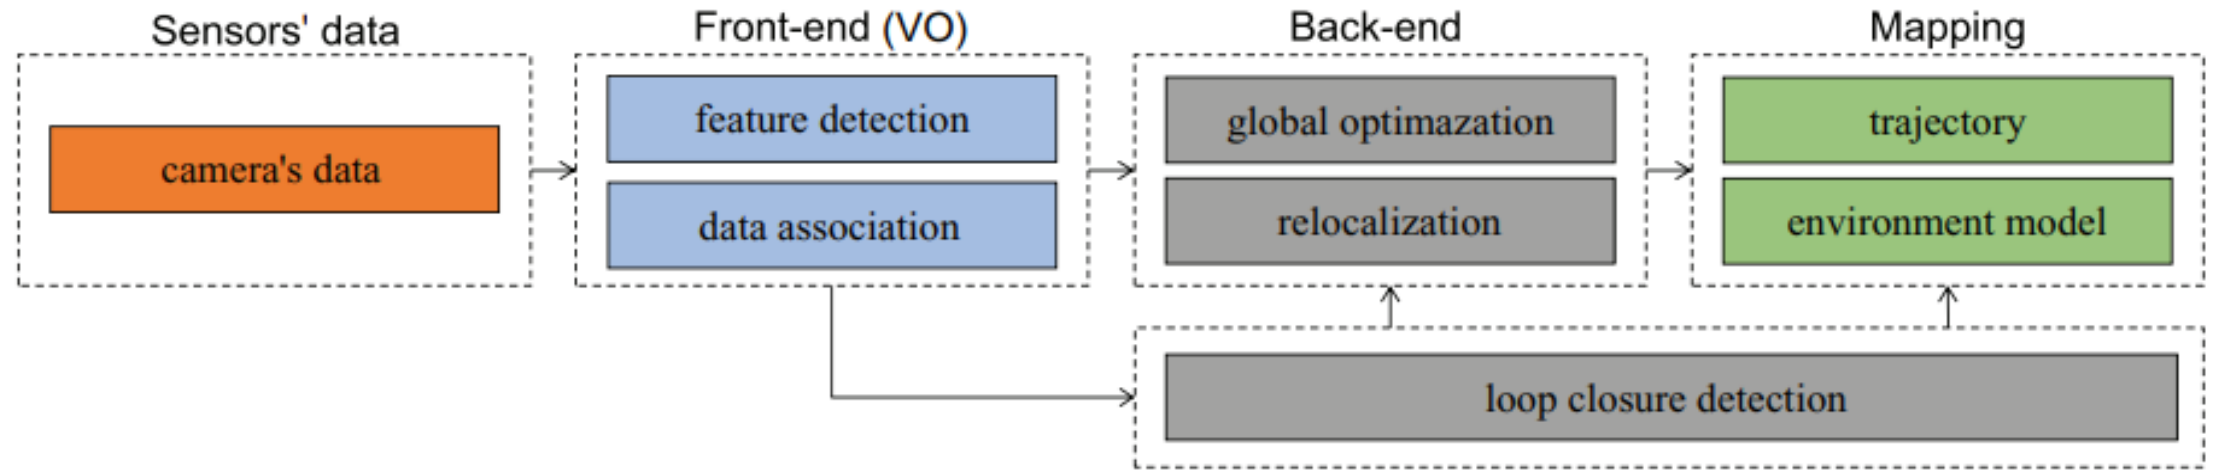 Sensors' data
camera's data
Front-end (VO)
feature detection
data association
Back-end
global optimazation
relocalization
Mapping
trajectory
environment model
loop closure detection